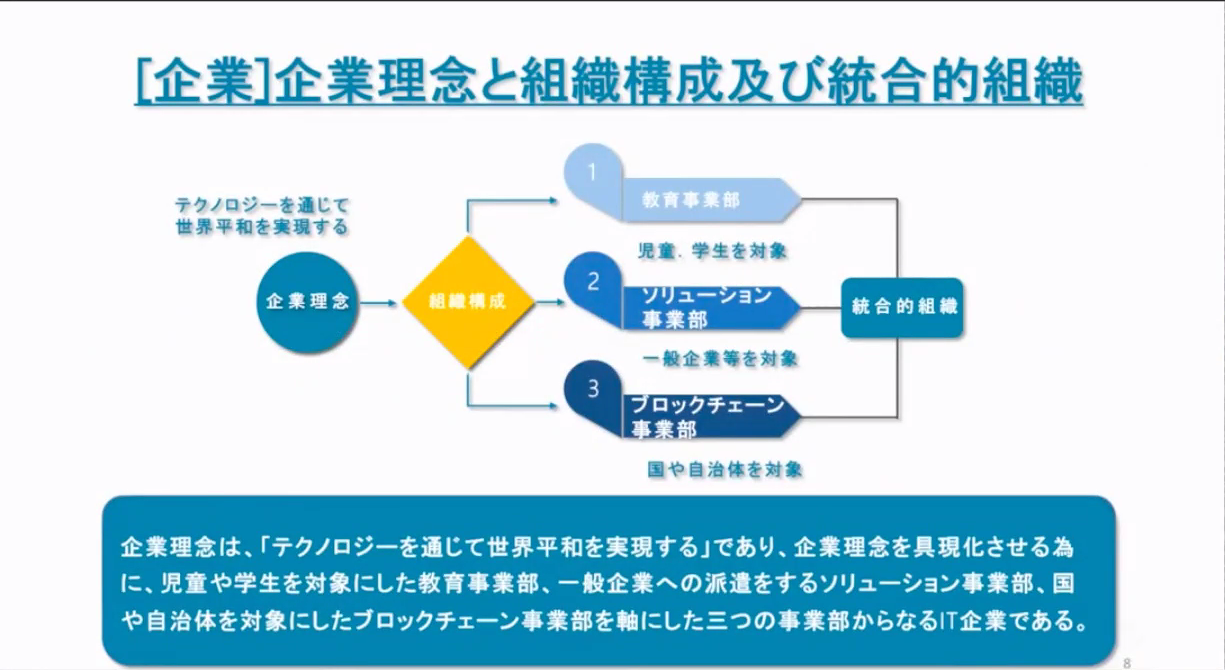 [企業]企業理念と組織構成及び統合的組織
テクノロジーを通じて
世界平和を実現する
企業理念
組織構成
1
教育事業部
児童．学生を対象
2
ソリューション
事業部
一般企業等を対象
3
ブロックチェーン
事業部
国や自治体を対象
統合的組織
企業理念は、「テクノロジーを通じて世界平和を実現する」であり、企業理念を具現化させる為
に、児童や学生を対象にした教育事業部、一般企業への派遣をするソリューション事業部、国
や自治体を対象にしたブロックチェーン事業部を軸にした三つの事業部からなるIT企業である。
8